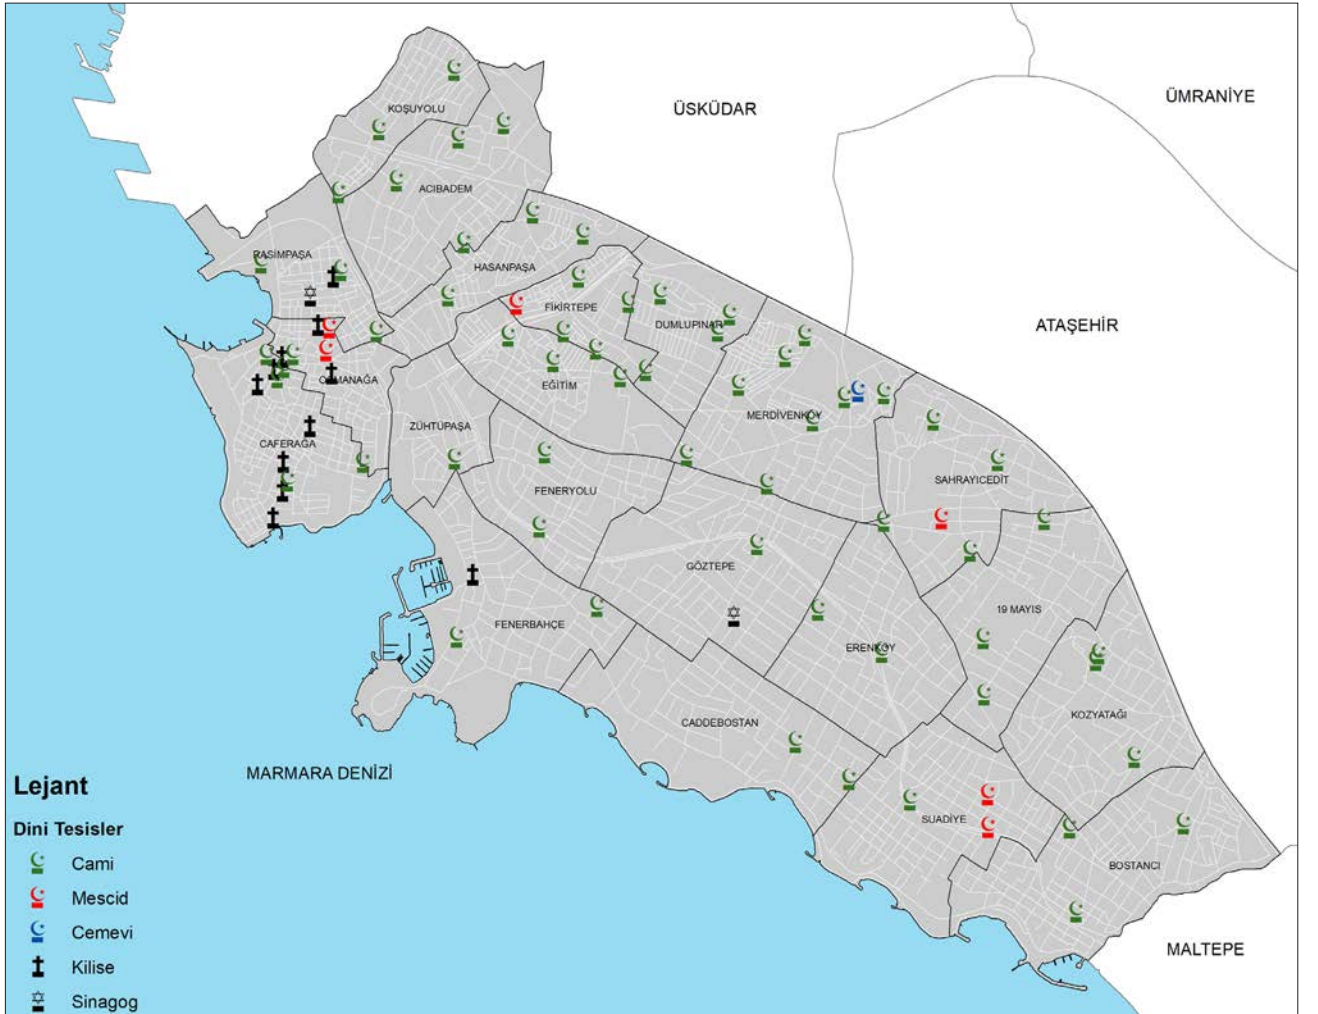 ÜMRANİYE
ÜSKÜDAR
KOŞUYOLU
ACIBADEM
RASİMPAŞA
HASANPAŞA
FİKİRTEPE
DUMLUPINAR
ATAŞEHİR
OSMANAĞA
EĞİTİM
MERDİVENKÖY
ZÜHTÜPAŞA
CAFERAĞA
SAHRAYICEDİT
FENERYOLU
GÖZTEPE
19 MAYIS
FENERBAHÇE
ERENKÖY
KOZYATAĞI
CADDEBOSTAN
MARMARA DENİZİ
SUADİYE
BOSTANCI
MALTEPE
Lejant
Dini Tesisler
Cami
Mescid
Cemevi
Kilise
Sinagog